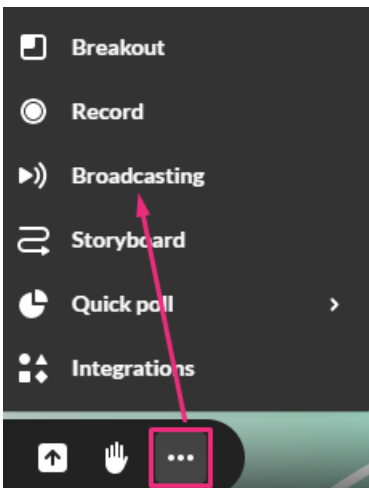 Breakout
Record
Broadcasting
Storyboard
Quick poll
Integrations